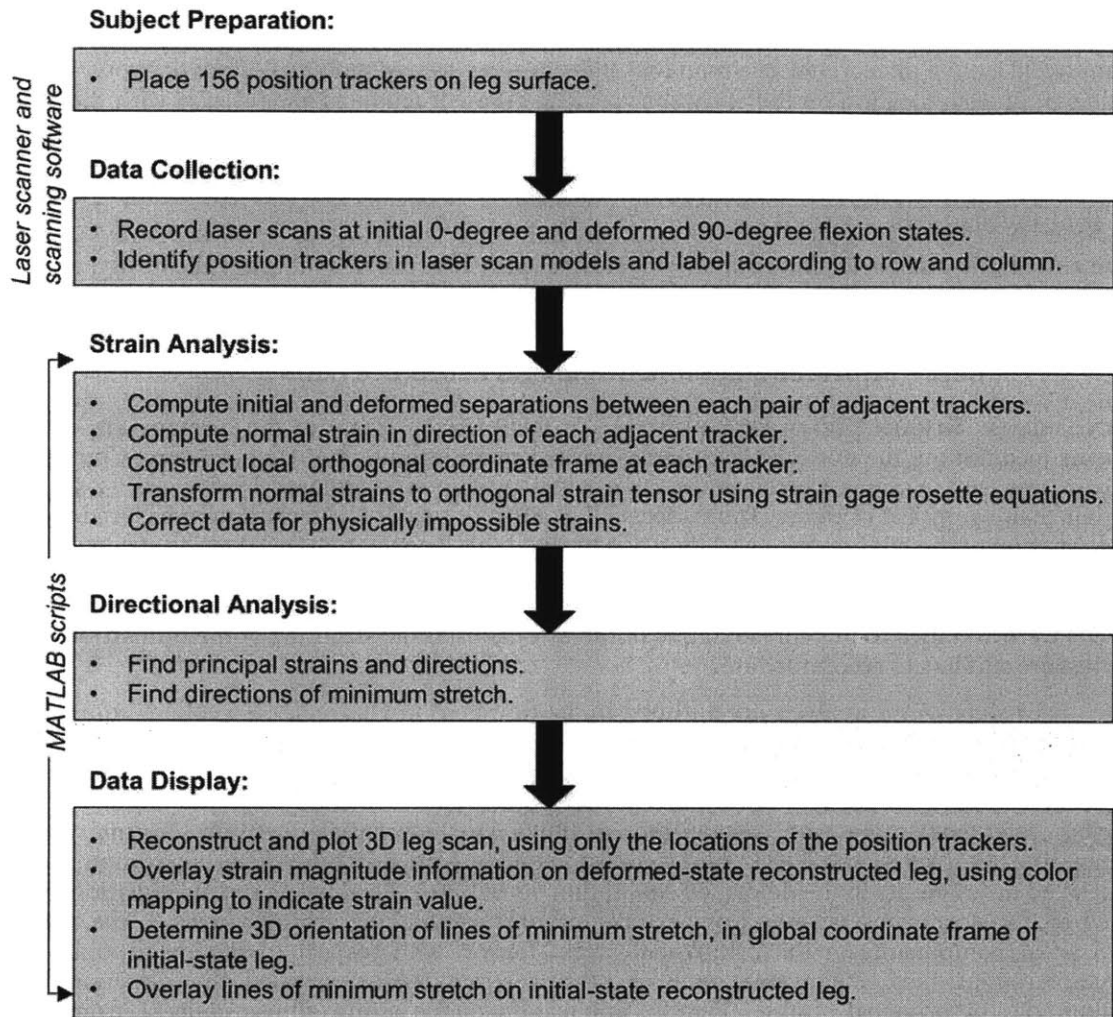 Subject Preparation:
• Place 156 position trackers on leg surface.
Laser scanner and
scanning software
Data Collection:
• Record laser scans at initial 0-degree and deformed 90-degree flexion states.
• Identify position trackers in laser scan models and label according to row and column.
Strain Analysis:
• Compute initial and deformed separations between each pair of adjacent trackers.
• Compute normal strain in direction of each adjacent tracker.
• Construct local orthogonal coordinate frame at each tracker:
• Transform normal strains to orthogonal strain tensor using strain gage rosette equations.
• Correct data for physically impossible strains.
MATLAB scripts
Directional Analysis:
• Find principal strains and directions.
• Find directions of minimum stretch.
Data Display:
• Reconstruct and plot 3D leg scan, using only the locations of the position trackers.
• Overlay strain magnitude information on deformed-state reconstructed leg, using color
mapping to indicate strain value.
• Determine 3D orientation of lines of minimum stretch, in global coordinate frame of
initial-state leg.
• Overlay lines of minimum stretch on initial-state reconstructed leg.